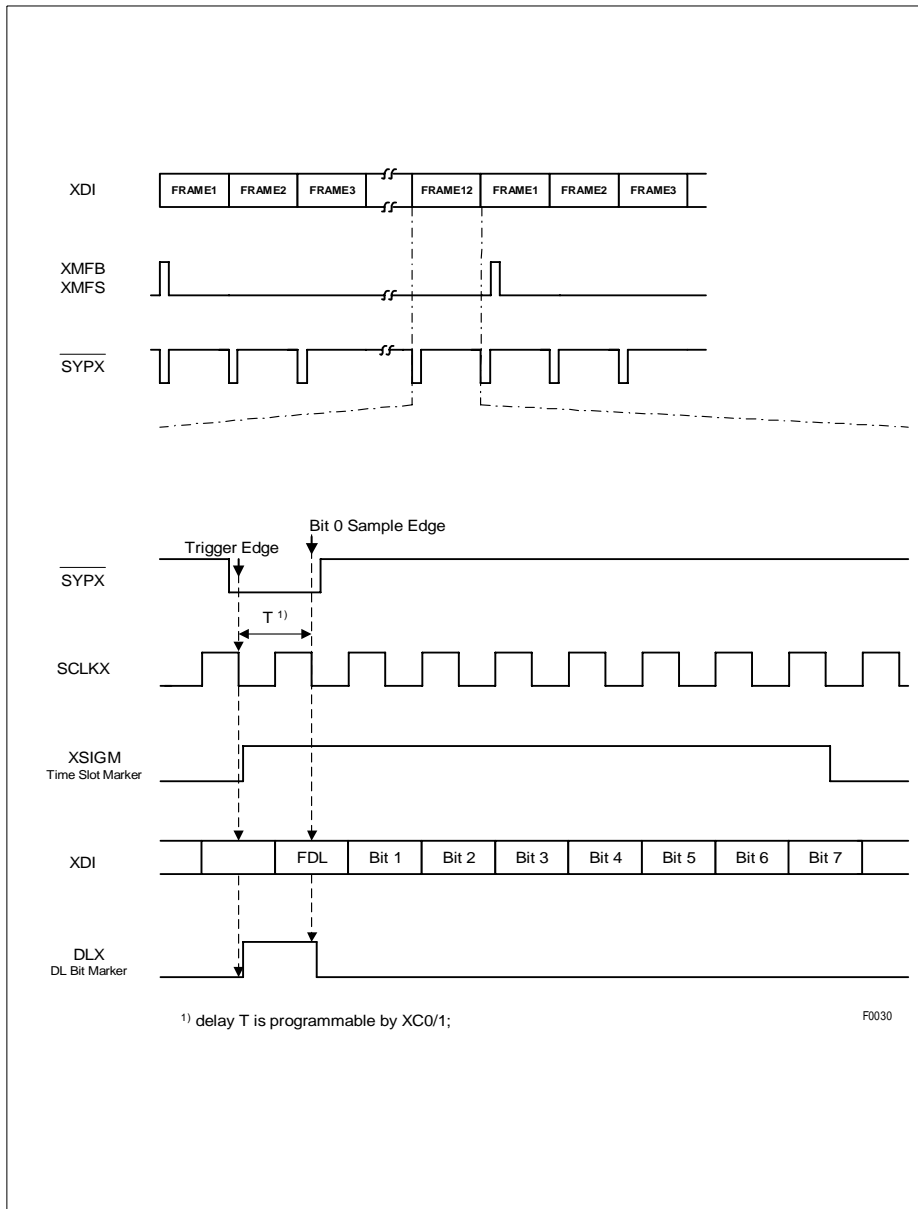 XDI FRAME1 FRAME2 FRAME3 FRAME12 FRAME1 FRAME2 FRAME3
XMFB
XMFS
SYPX
Bit 0 Sample Edge
Trigger Edge
SYPX
T 1)
SCLKX
XSIGM
Time Slot Marker
XDI FDL Bit 1 Bit 2 Bit 3 Bit 4 Bit 5 Bit 6 Bit 7
DLX
DL Bit Marker
1) delay T is programmable by XC0/1;
F0030